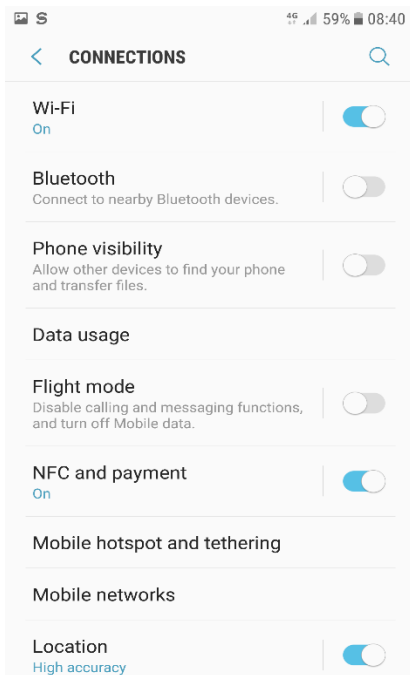 S 4G 59% 08:40
CONNECTIONS
Wi-Fi
On
Bluetooth
Connect to nearby Bluetooth devices.
Phone visibility
Allow other devices to find your phone
and transfer files.
Data usage
Flight mode
Disable calling and messaging functions,
and turn off Mobile data.
NFC and payment
On
Mobile hotspot and tethering
Mobile networks
Location
High accuracy